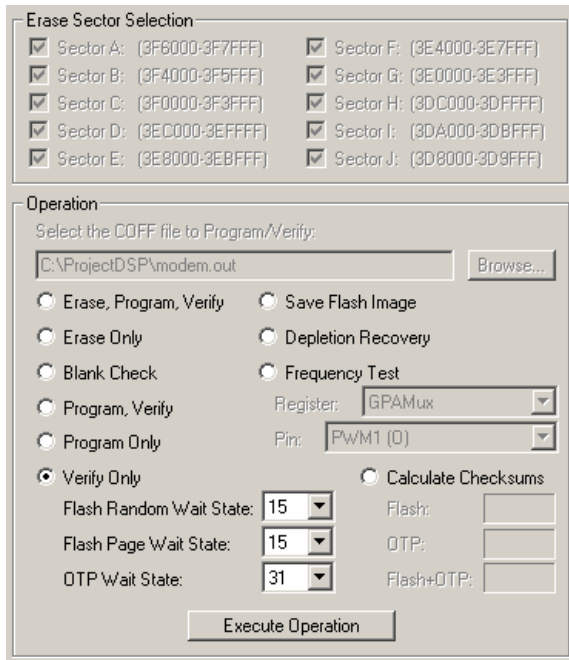 Erase Sector Selection
Sector A: (3F6000-3F7FFF) Sector F: (3E4000-3E7FFF)
Sector B: (3F4000-3F5FFF) Sector G: (3E0000-3E3FFF)
Sector C: (3F0000-3F3FFF) Sector H: (3DC000-3DFFFF)
Sector D: (3EC000-3EFFFF) Sector I: (3DA000-3DBFFF)
Sector E: (3E8000-3EBFFF) Sector J: (3D8000-3D9FFF)
Operation
Select the COFF file to Program/Verify:
C:\ProjectDSP\modem.out Browse...
Erase, Program, Verify Save Flash Image
Erase Only Depletion Recovery
Blank Check Frequency Test
Program, Verify Register: GPAMux
Program Only Pin: PWM1 (0)
Verify Only Calculate Checksums
Flash Random Wait State: 15 Flash:
Flash Page Wait State: 15 OTP:
OTP Wait State: 31 Flash+OTP:
Execute Operation